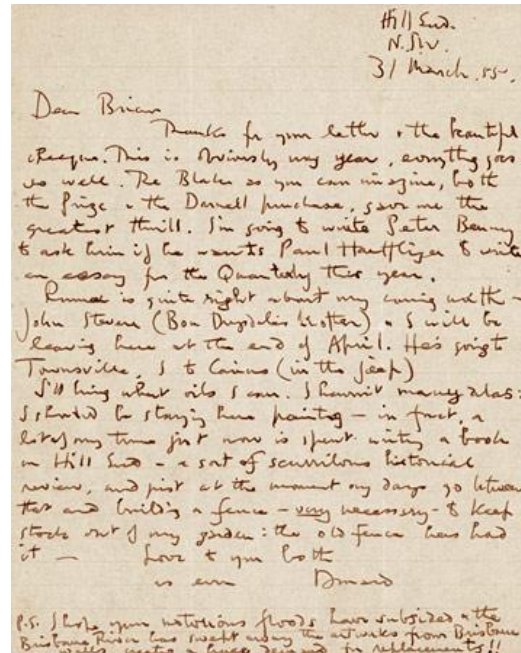 Hill End.
N.S.W.
31 March. 55.
Dear Brian
Thanks for your letter & the beautiful
cheque. This is obviously my year, everything goes
so well. The Blake as you can imagine, both
the Prize & the Darnell purchase, gave me the
greatest thrill. I'm going to write Peter
to ask him if he wants Paul Haefliger to write
an essay for the Quarterly this year.
Rumour is quite right about my coming north -
John Stevens (Bon Drysdale's brother) & I will be
leaving here at the end of April. He's going to
Townsville, I to Cairns (in the jeep)
I'll bring what oils I can. I haven't many alas:
I should be staying here painting - in fact, a
lot of my time just now is spent writing a book
on Hill End - a sort of scurrilous historical
review, and just at the moment my days go between
that and building a fence - very necessary - to keep
stock out of my garden: the old fence has had
it - Love to you both
as ever Donald
P.S. I hope your notorious floods have subsided & the
Brisbane River has swept away the artworks from Brisbane
walls a huge demand for replacements!!